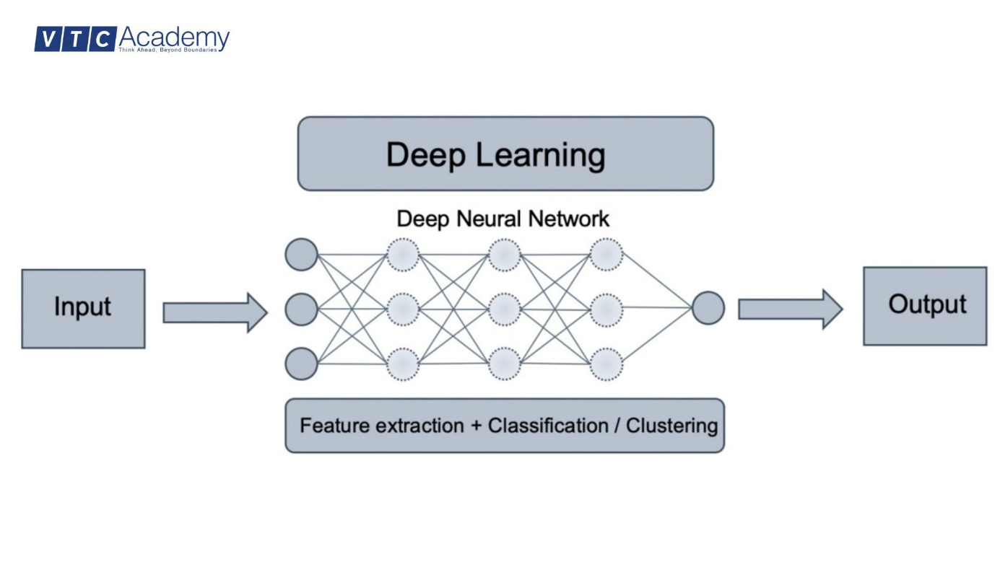 VTC Academy
Think Ahead, Beyond Boundaries
Deep Learning
Deep Neural Network
Input
Output
Feature extraction + Classification / Clustering